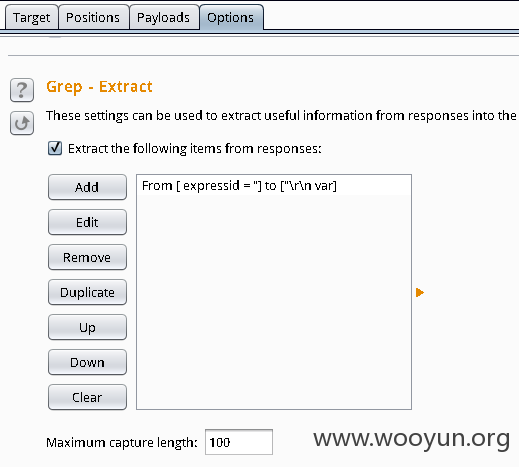 Target Positions Payloads Options
?
Grep - Extract
These settings can be used to extract useful information from responses into the
Extract the following items from responses:
Add
From [ expressid = "] to ["\r\n var]
Edit
Remove
Duplicate
Up
Down
Clear
Maximum capture length: 100
www.wooyun.org